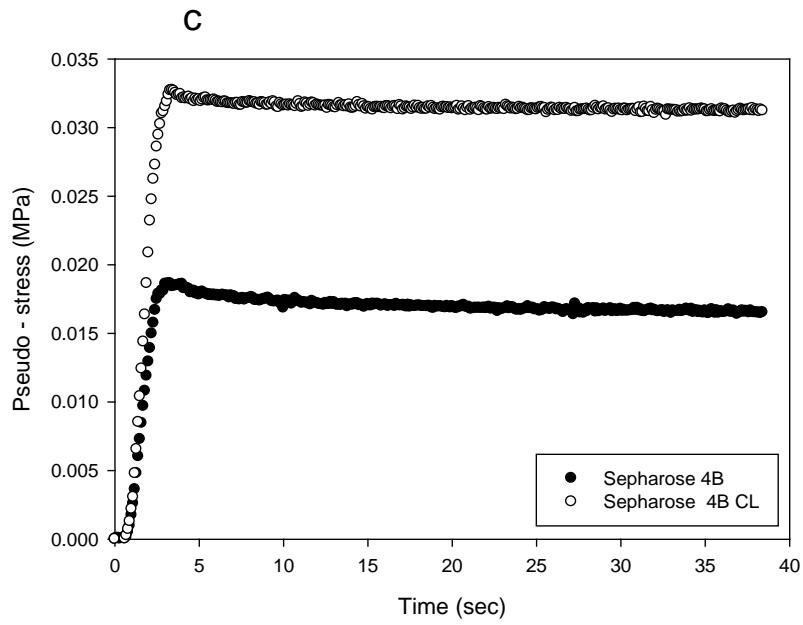 C
0.035
0.030
0.025
0.020
0.015
0.010
0.005
0.000
Pseudo - stress (MPa)
Sepharose 4B
Sepharose 4B CL
0 5 10 15 20 25 30 35 40
Time (sec)